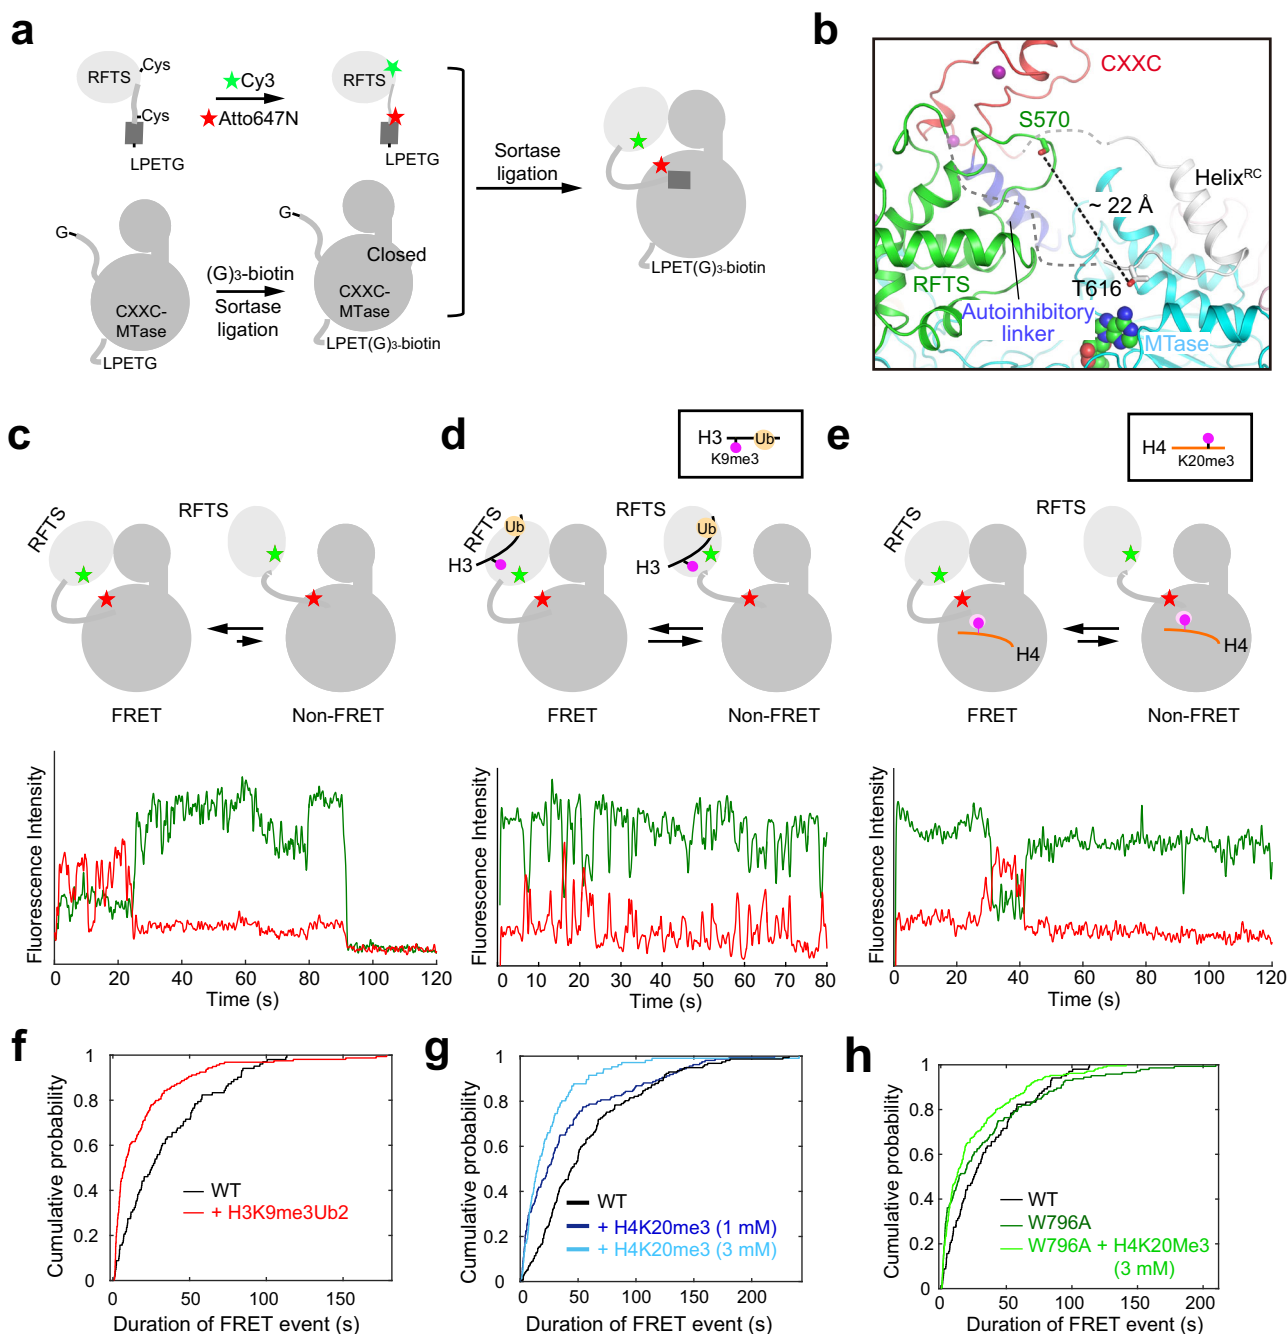 a
RFTS
Cys
Cys
LPETG
Cy3
Atto647N
RFTS
LPETG
G
CXXC-
MTase
LPETG
(G)₃-biotin
Sortase
ligation
Closed
CXXC-
MTase
LPET(G)₃-biotin
Sortase
ligation
LPET(G)₃-biotin
b
CXXC
S570
Helix^RC
~ 22 Å
T616
RFTS
Autoinhibitory
linker
MTase
c
RFTS
RFTS
FRET
Non-FRET
Fluorescence Intensity
0 20 40 60 80 100 120
Time (s)
d
H3 Ub
K9me3
RFTS
Ub
H3
RFTS
Ub
H3
FRET
Non-FRET
Fluorescence Intensity
0 10 20 30 40 50 60 70 80
Time (s)
e
H4
K20me3
RFTS
RFTS
H4
H4
FRET
Non-FRET
Fluorescence Intensity
0 20 40 60 80 100 120
Time (s)
f
Cumulative probability
1
0.8
0.6
0.4
0.2
0
WT
+ H3K9me3Ub2
0 50 100 150
Duration of FRET event (s)
g
Cumulative probability
1
0.8
0.6
0.4
0.2
0
WT
+ H4K20me3 (1 mM)
+ H4K20me3 (3 mM)
0 50 100 150 200
Duration of FRET event (s)
h
Cumulative probability
1
0.8
0.6
0.4
0.2
0
WT
W796A
W796A + H4K20Me3
(3 mM)
0 50 100 150 200
Duration of FRET event (s)